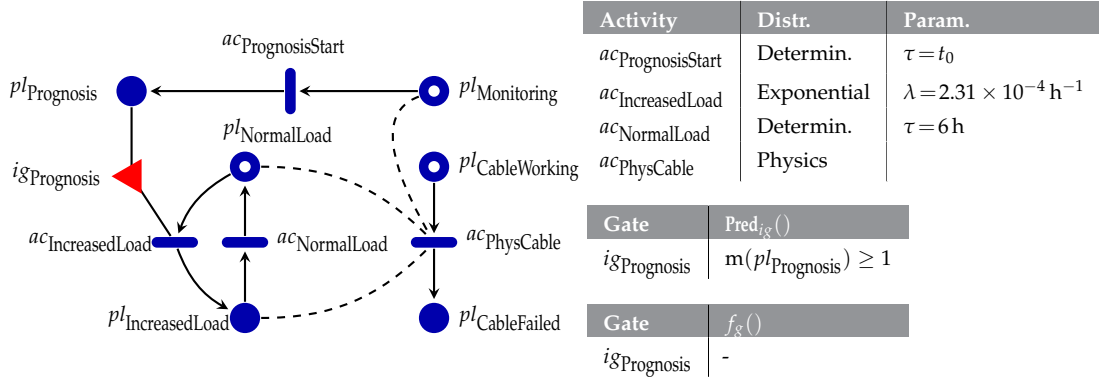 ac_PrognosisStart
pl_Prognosis
pl_Monitoring
pl_NormalLoad
ig_Prognosis
pl_CableWorking
ac_IncreasedLoad
ac_NormalLoad
ac_PhysCable
pl_IncreasedLoad
pl_CableFailed
Activity Distr. Param.
ac_PrognosisStart Determin. τ = t_0
ac_IncreasedLoad Exponential λ = 2.31 × 10^−4 h^−1
ac_NormalLoad Determin. τ = 6 h
ac_PhysCable Physics
Gate Pred_ig()
ig_Prognosis m(pl_Prognosis) ≥ 1
Gate f_g()
ig_Prognosis -